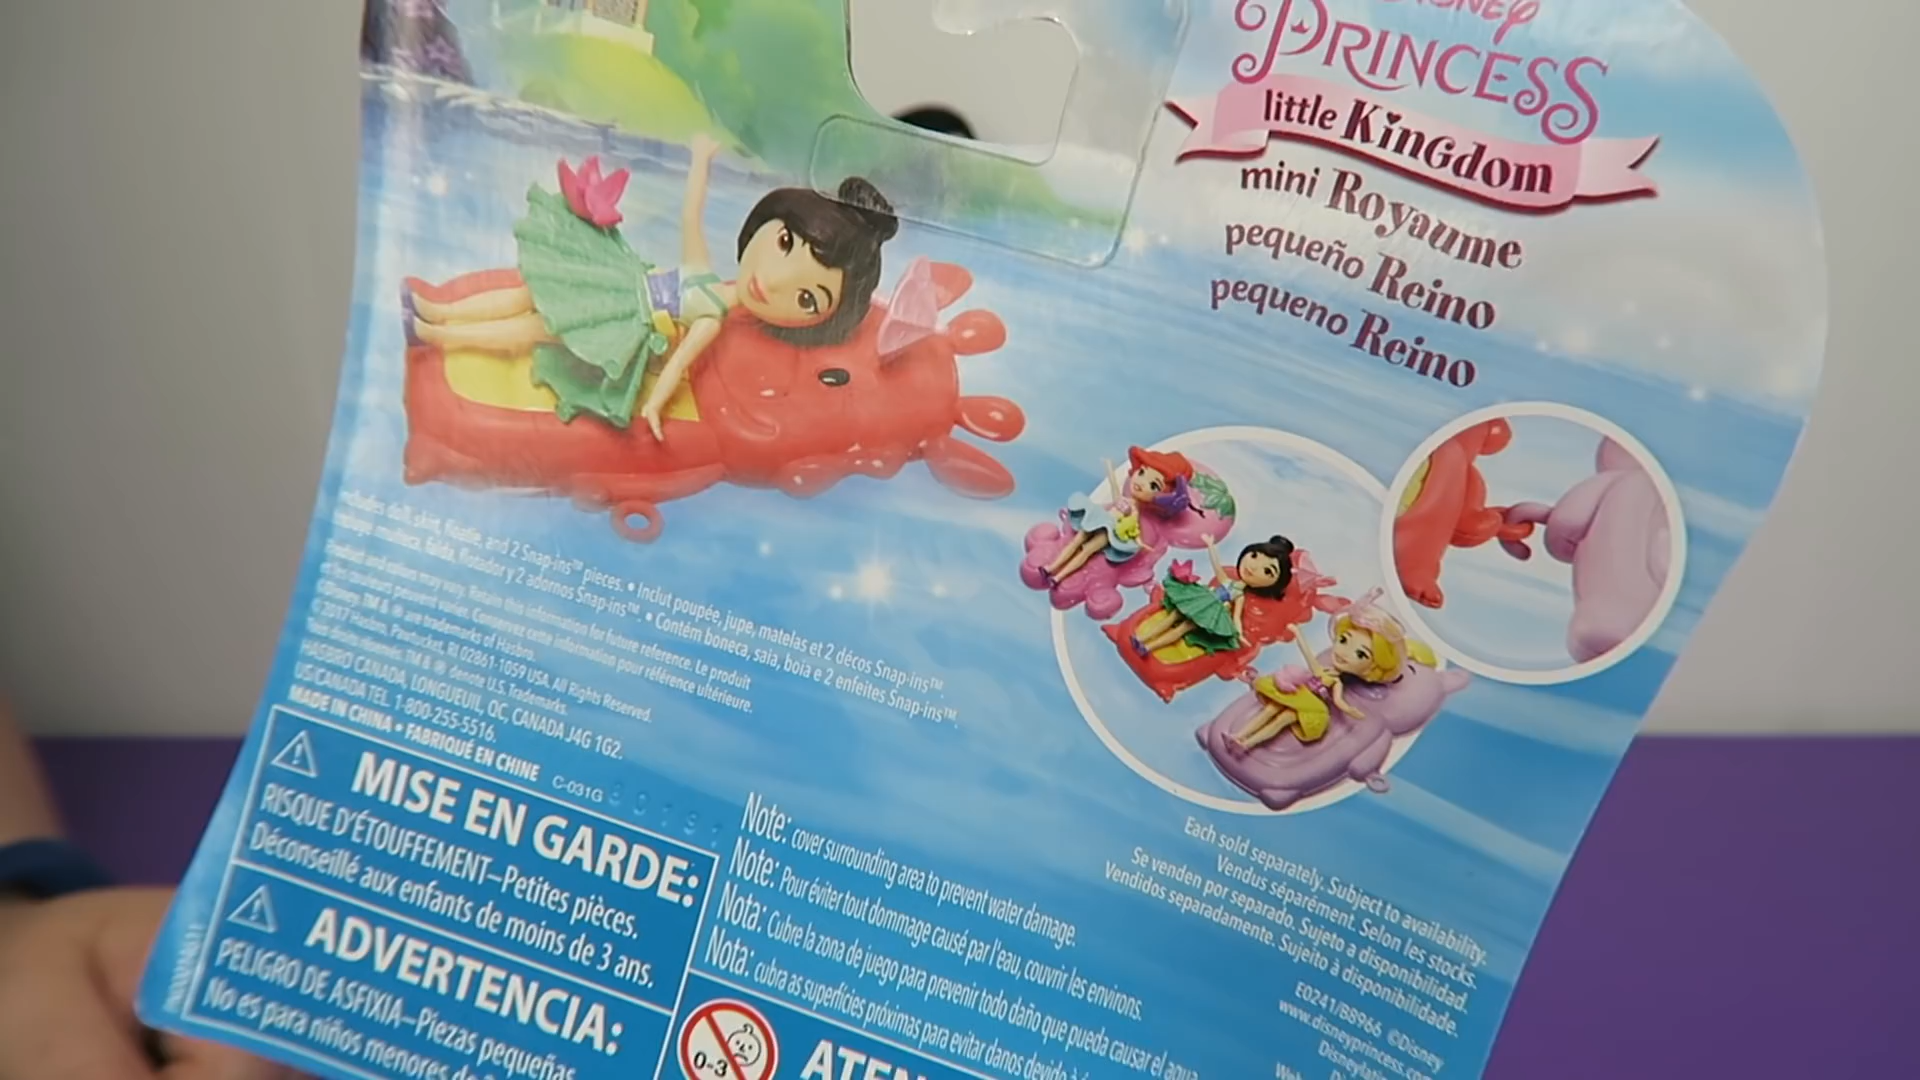 DISNEY
PRINCESS
little Kingdom
mini Royaume
pequeño Reino
pequeno Reino
Includes doll, skirt, floatie, and 2 Snap-ins™ pieces. • Inclut poupée, jupe, matelas et 2 décos Snap-ins™.
Incluye muñeca, falda, flotador y 2 adornos Snap-ins™. • Contém boneca, saia, boia e 2 enfeites Snap-ins™.
Product and colours may vary. Retain this information for future reference. Le produit
et les couleurs peuvent varier. Conservez cette information pour référence ultérieure.
©Disney. TM & ® are trademarks of Hasbro.
©2017 Hasbro, Pawtucket, RI 02861-1059 USA. All Rights Reserved.
Tous droits réservés. TM & ® denote U.S. Trademarks.
HASBRO CANADA, LONGUEUIL, QC, CANADA J4G 1G2.
US/CANADA TEL. 1-800-255-5516.
MADE IN CHINA • FABRIQUÉ EN CHINE
C-031G
MISE EN GARDE:
RISQUE D'ÉTOUFFEMENT–Petites pièces.
Déconseillé aux enfants de moins de 3 ans.
ADVERTENCIA:
PELIGRO DE ASFIXIA–Piezas pequeñas.
No es para niños menores de
Note: cover surrounding area to prevent water damage.
Note: Pour éviter tout dommage causé par l'eau, couvrir les environs.
Nota: Cubre la zona de juego para prevenir todo daño que pueda causar el agua
Nota: cubra as superfícies próximas para evitar danos devido à
0-3
ATEN
Each sold separately. Subject to availability.
Vendus séparément. Selon les stocks.
Se venden por separado. Sujeto a disponibilidad.
Vendidos separadamente. Sujeito à disponibilidade.
E0241/B8966 ©Disney
www.disneyprincess.com